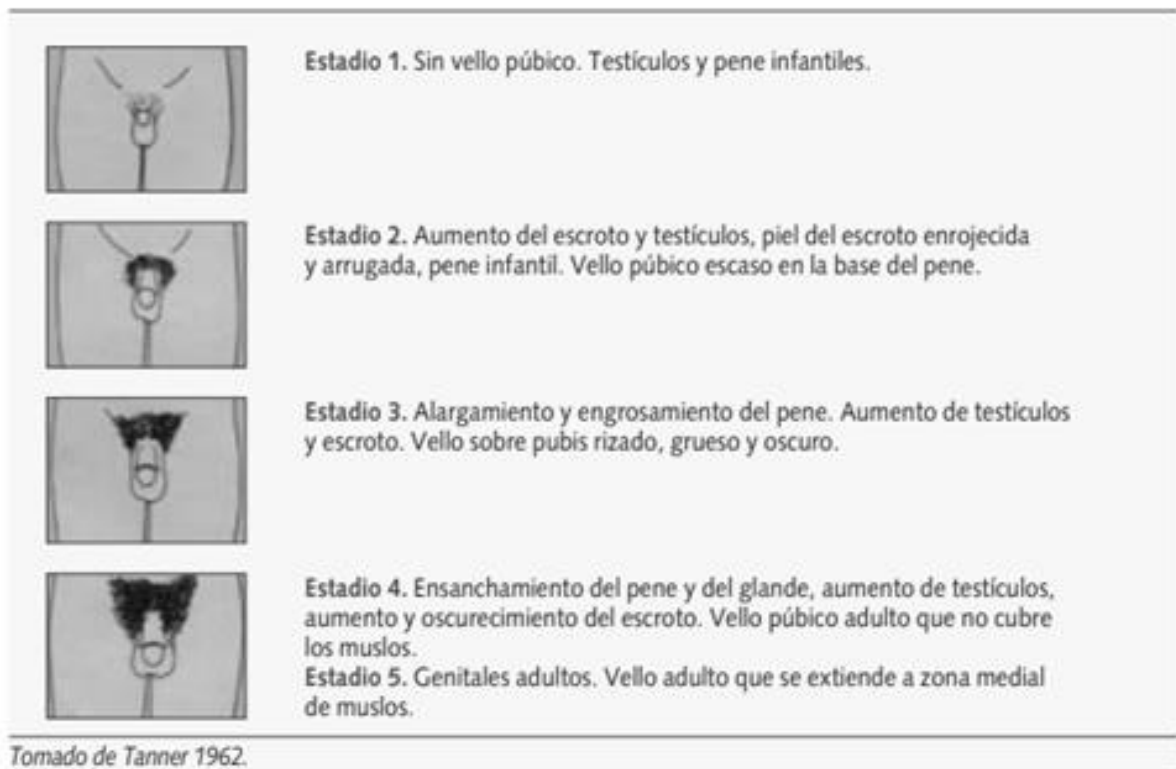 Estadio 1. Sin vello púbico. Testículos y pene infantiles.
Estadio 2. Aumento del escroto y testículos, piel del escroto enrojecida
y arrugada, pene infantil. Vello púbico escaso en la base del pene.
Estadio 3. Alargamiento y engrosamiento del pene. Aumento de testículos
y escroto. Vello sobre pubis rizado, grueso y oscuro.
Estadio 4. Ensanchamiento del pene y del glande, aumento de testículos,
aumento y oscurecimiento del escroto. Vello púbico adulto que no cubre
los muslos.
Estadio 5. Genitales adultos. Vello adulto que se extiende a zona medial
de muslos.
Tomado de Tanner 1962.